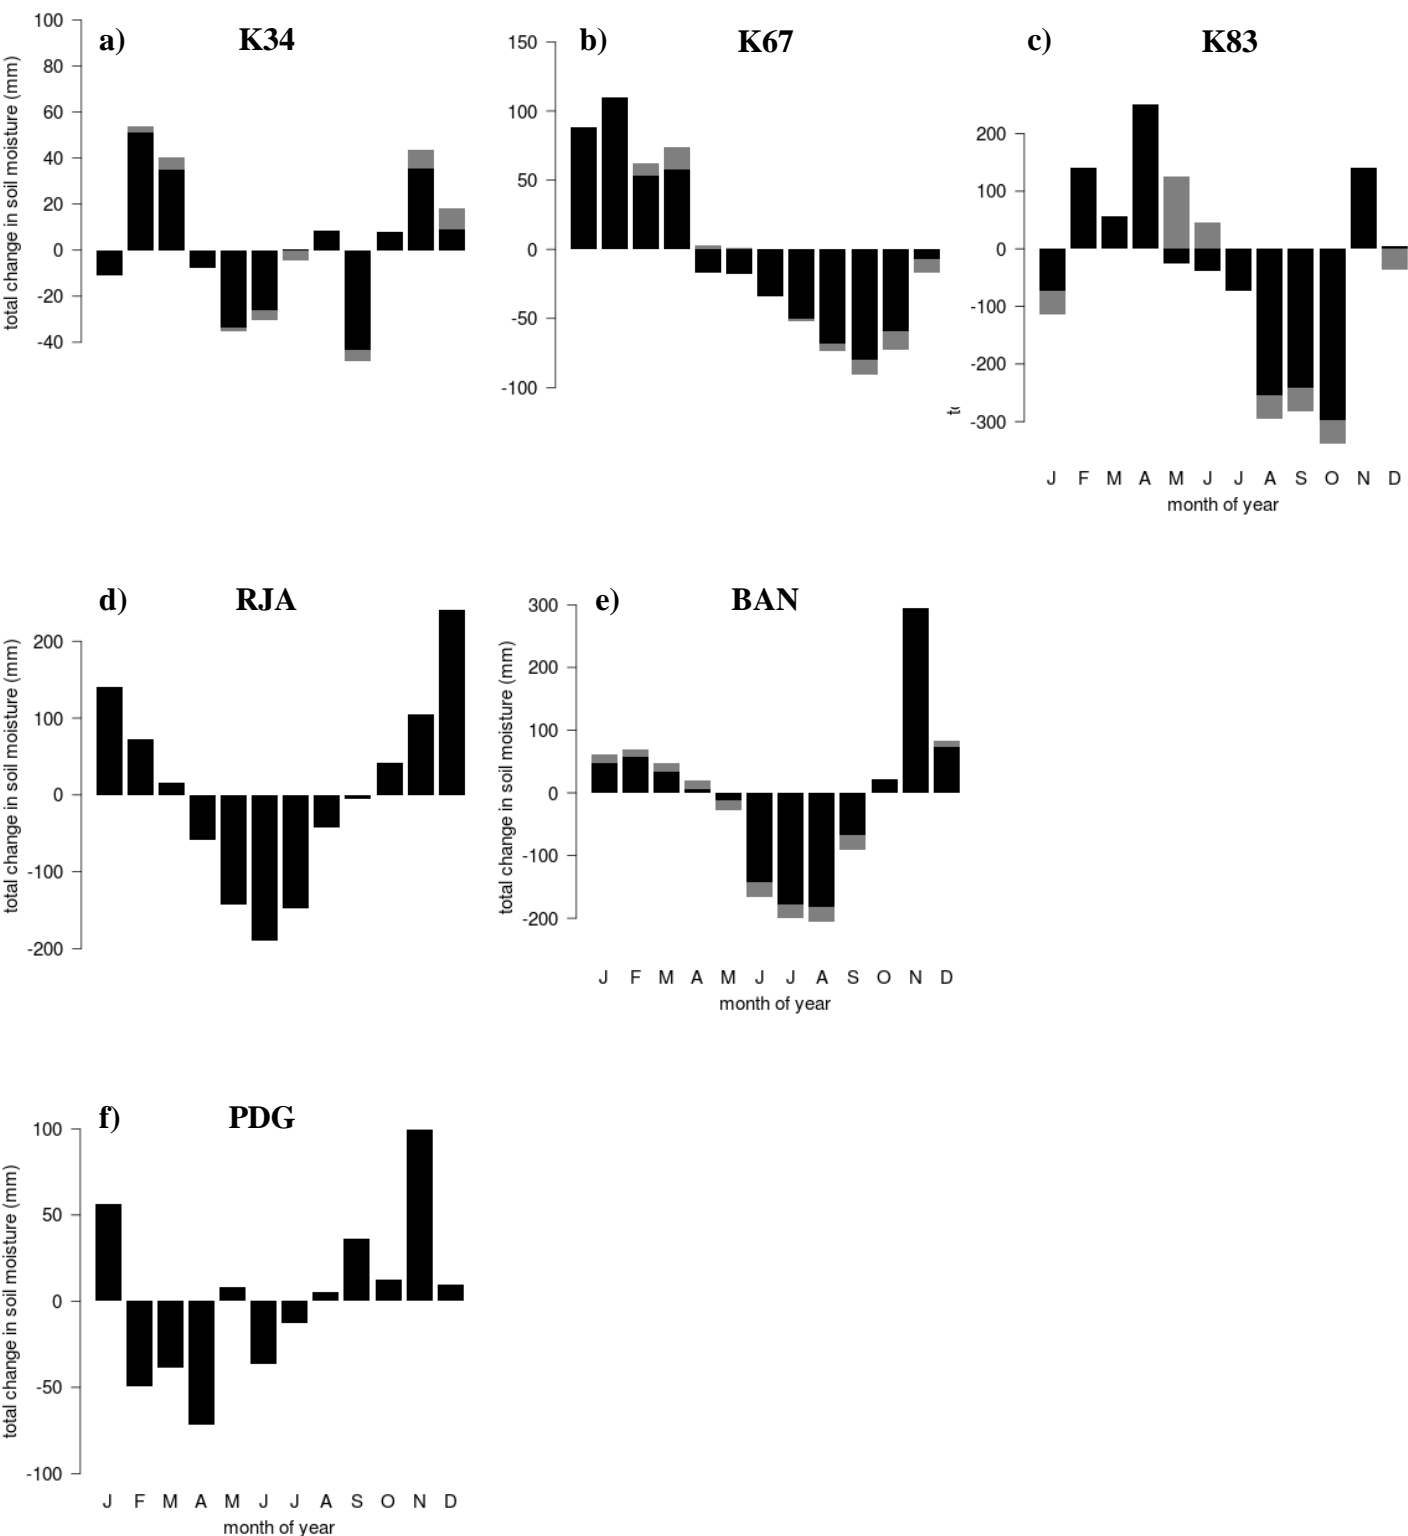 a) K34
100
80
60
40
20
0
-20
-40
total change in soil moisture (mm)
b) K67
150
100
50
0
-50
-100
c) K83
200
100
0
-100
-200
-300
J F M A M J J A S O N D
month of year
d) RJA
200
100
0
-100
-200
total change in soil moisture (mm)
e) BAN
300
200
100
0
-100
-200
total change in soil moisture (mm)
J F M A M J J A S O N D
month of year
f) PDG
100
50
0
-50
-100
total change in soil moisture (mm)
J F M A M J J A S O N D
month of year